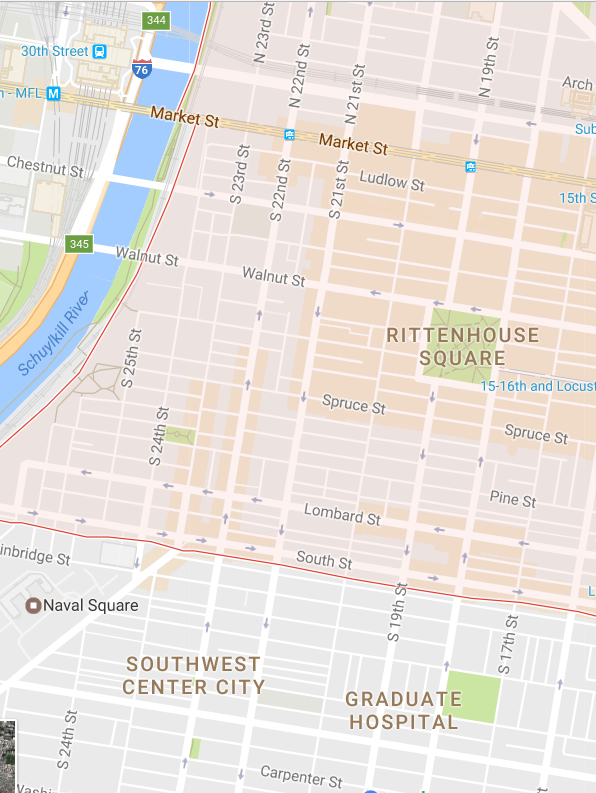 344
30th Street
76
N 23rd St
N 22nd St
N 21st St
N 19th St
Arch
MFL
M
Market St
Market St
Sub
Chestnut St
S 23rd St
S 22nd St
S 21st St
Ludlow St
15th S
345
Walnut St
Walnut St
Schuylkill River
RITTENHOUSE
SQUARE
S 25th St
15-16th and Locust
Spruce St
Spruce St
S 24th St
Pine St
Lombard St
South St
inbridge St
Naval Square
S 19th St
S 17th St
SOUTHWEST
CENTER CITY
GRADUATE
HOSPITAL
S 24th St
Carpenter St